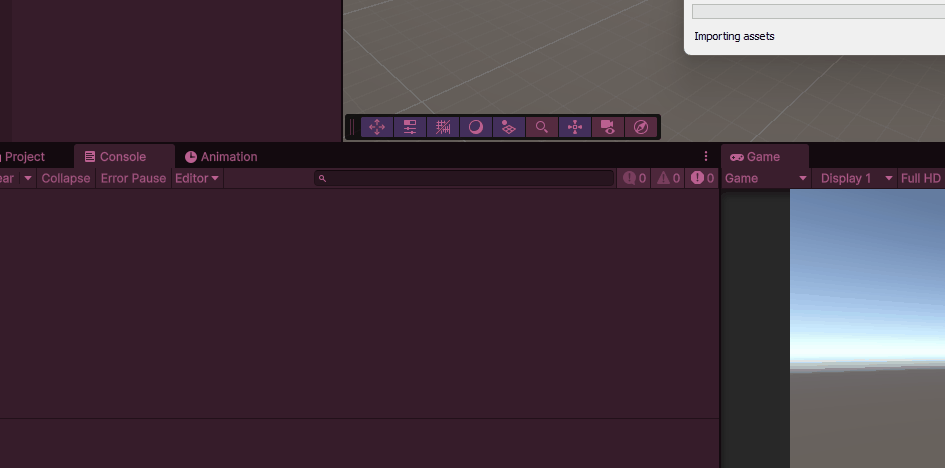 Importing assets
Project Console Animation
Game
ear Collapse Error Pause Editor 0 0 0
Game Display 1 Full HD